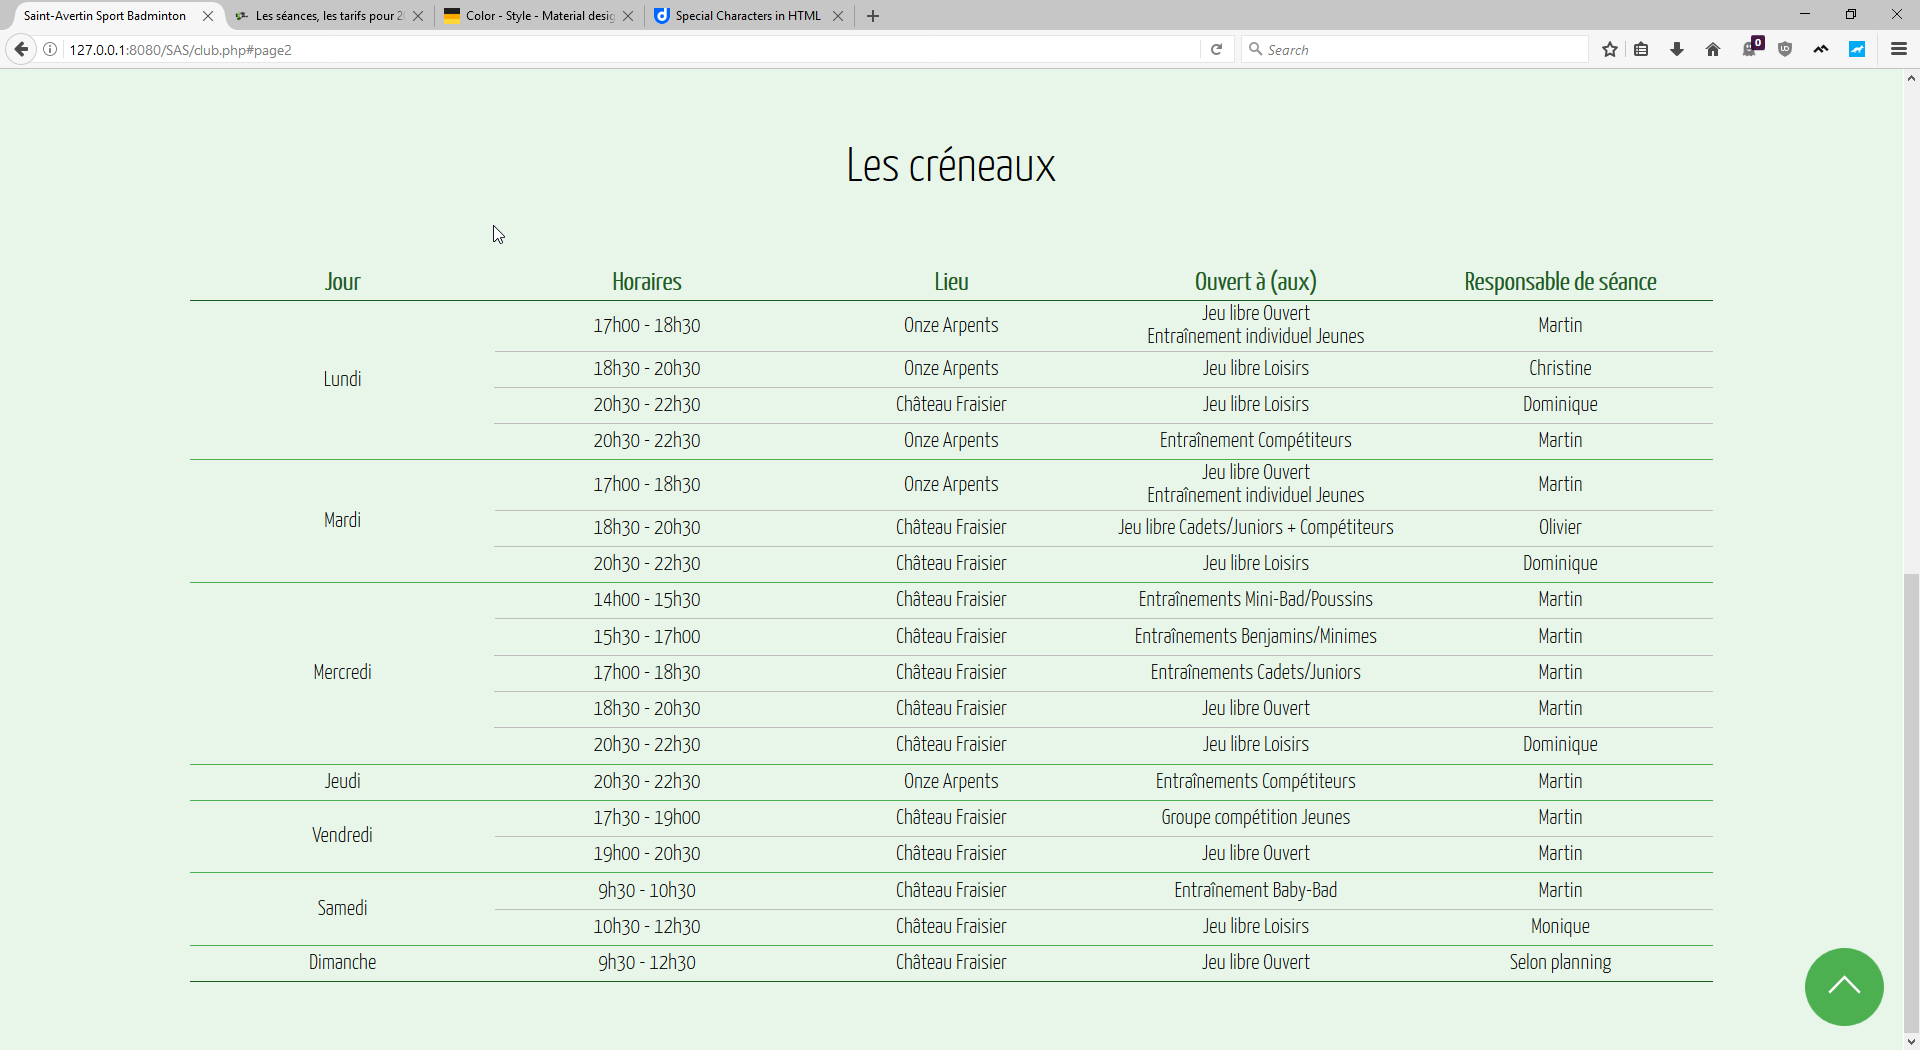 Saint-Avertin Sport Badminton
Les séances, les tarifs pour 2
Color - Style - Material desig
Special Characters in HTML
127.0.0.1:8080/SAS/club.php#page2
Search
0
Les créneaux
Jour Horaires Lieu Ouvert à (aux) Responsable de séance
Lundi
17h00 - 18h30 Onze Arpents Jeu libre Ouvert
Entraînement individuel Jeunes Martin
18h30 - 20h30 Onze Arpents Jeu libre Loisirs Christine
20h30 - 22h30 Château Fraisier Jeu libre Loisirs Dominique
20h30 - 22h30 Onze Arpents Entraînement Compétiteurs Martin
Mardi
17h00 - 18h30 Onze Arpents Jeu libre Ouvert
Entraînement individuel Jeunes Martin
18h30 - 20h30 Château Fraisier Jeu libre Cadets/Juniors + Compétiteurs Olivier
20h30 - 22h30 Château Fraisier Jeu libre Loisirs Dominique
Mercredi
14h00 - 15h30 Château Fraisier Entraînements Mini-Bad/Poussins Martin
15h30 - 17h00 Château Fraisier Entraînements Benjamins/Minimes Martin
17h00 - 18h30 Château Fraisier Entraînements Cadets/Juniors Martin
18h30 - 20h30 Château Fraisier Jeu libre Ouvert Martin
20h30 - 22h30 Château Fraisier Jeu libre Loisirs Dominique
Jeudi 20h30 - 22h30 Onze Arpents Entraînements Compétiteurs Martin
Vendredi
17h30 - 19h00 Château Fraisier Groupe compétition Jeunes Martin
19h00 - 20h30 Château Fraisier Jeu libre Ouvert Martin
Samedi
9h30 - 10h30 Château Fraisier Entraînement Baby-Bad Martin
10h30 - 12h30 Château Fraisier Jeu libre Loisirs Monique
Dimanche 9h30 - 12h30 Château Fraisier Jeu libre Ouvert Selon planning